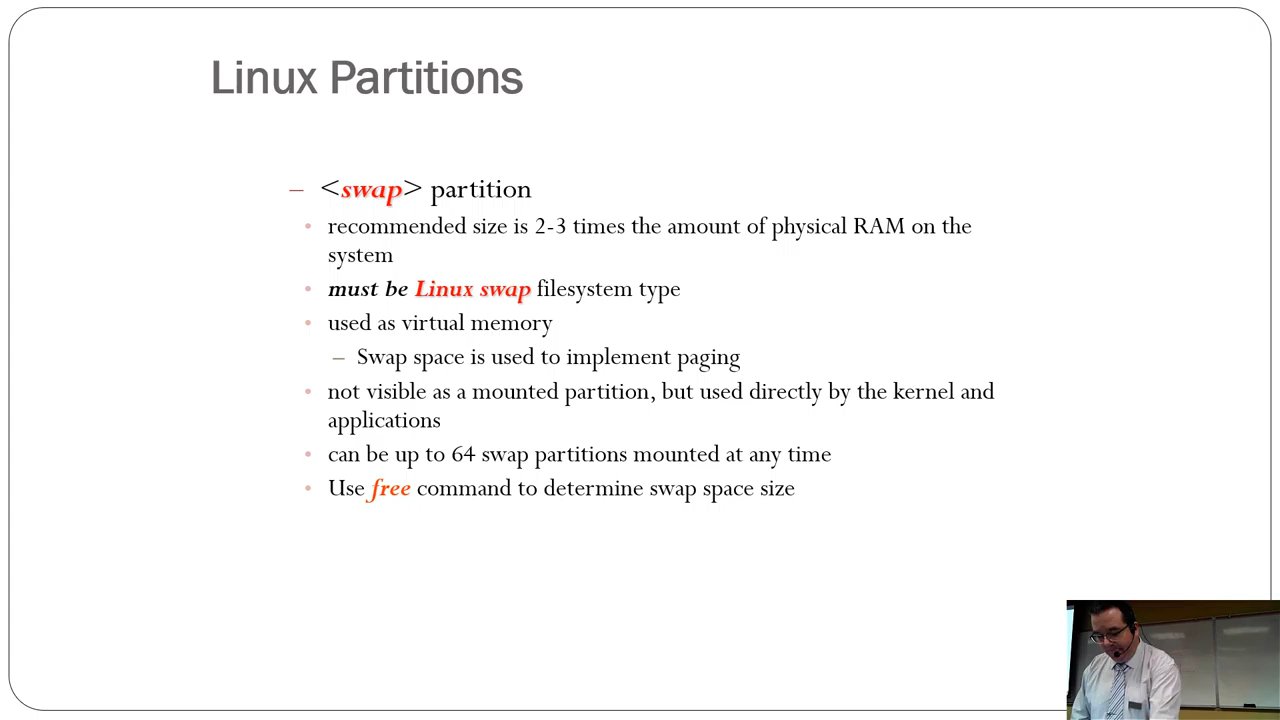 Linux Partitions
– <swap> partition
• recommended size is 2-3 times the amount of physical RAM on the
system
• must be Linux swap filesystem type
• used as virtual memory
– Swap space is used to implement paging
• not visible as a mounted partition, but used directly by the kernel and
applications
• can be up to 64 swap partitions mounted at any time
• Use free command to determine swap space size